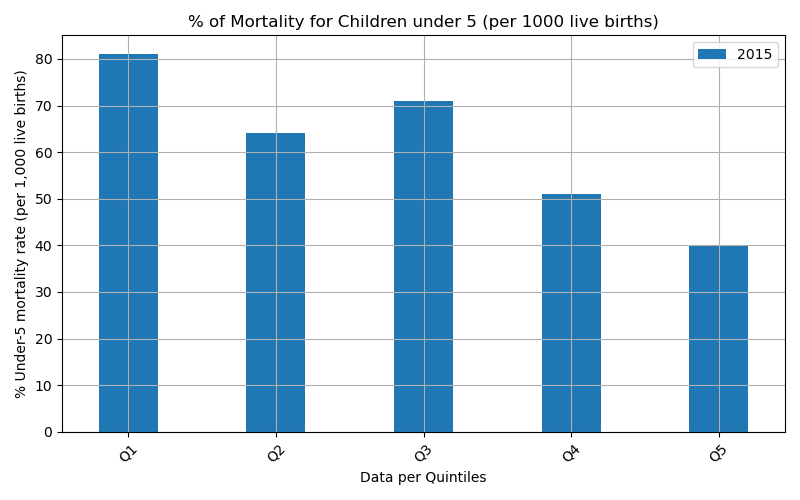 % of Mortality for Children under 5 (per 1000 live births)
2015
% Under-5 mortality rate (per 1,000 live births)
80
70
60
50
40
30
20
10
0
Q1 Q2 Q3 Q4 Q5
Data per Quintiles